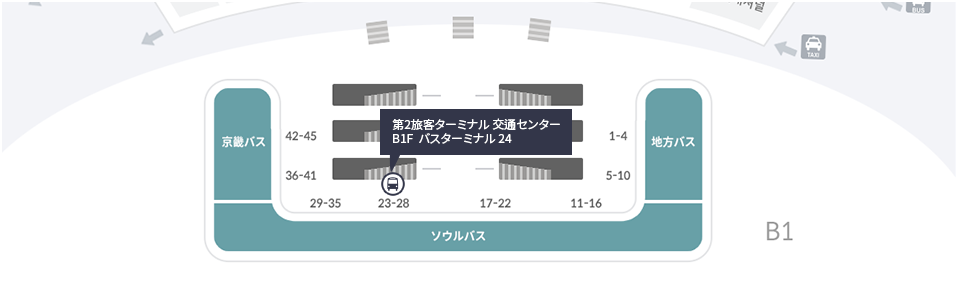 BUS
TAXI
京畿バス
42-45
36-41
第2旅客ターミナル 交通センター
B1F バスターミナル 24
1-4
5-10
地方バス
29-35
23-28
17-22
11-16
ソウルバス
B1